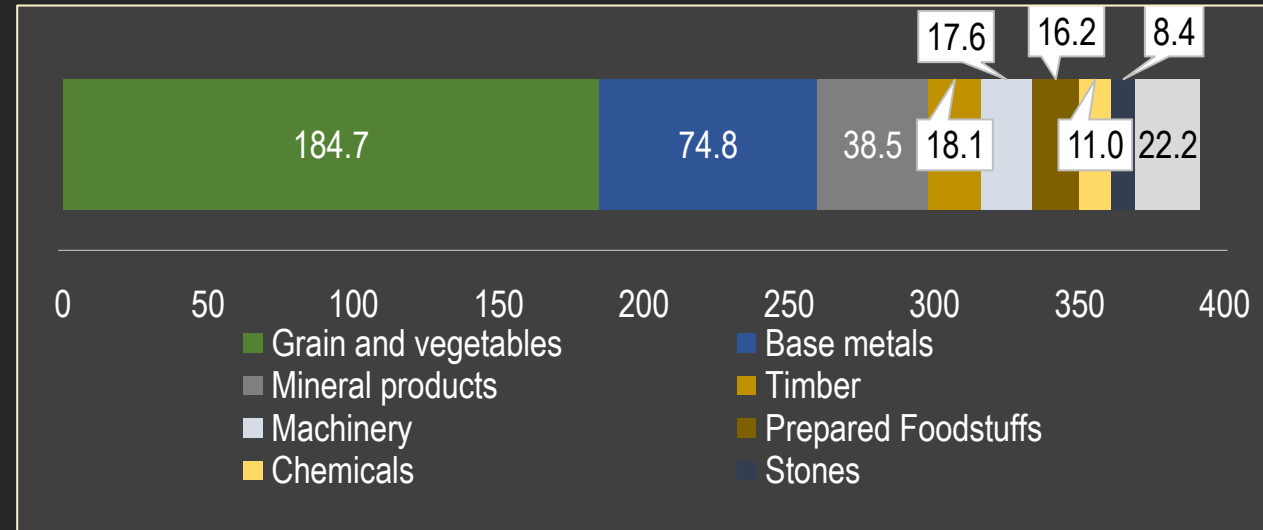 17.6 16.2 8.4
184.7 74.8 38.5 18.1 11.0 22.2
0 50 100 150 200 250 300 350 400
Grain and vegetables Base metals
Mineral products Timber
Machinery Prepared Foodstuffs
Chemicals Stones